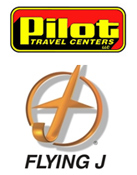 Pilot
TRAVEL CENTERS
LLC
FLYING J